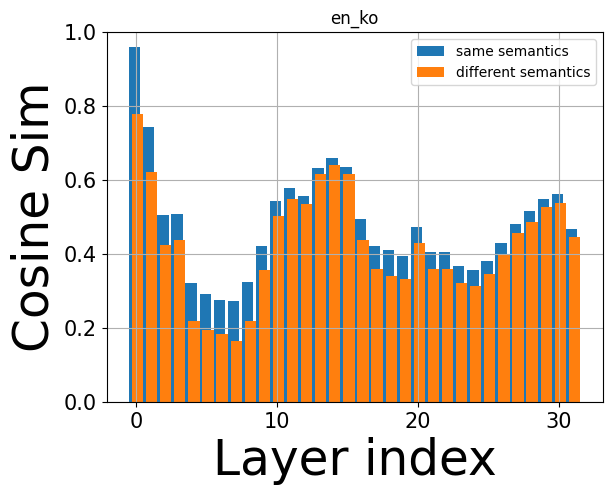 en_ko
same semantics
different semantics
Cosine Sim
1.0
0.8
0.6
0.4
0.2
0.0
0 10 20 30
Layer index